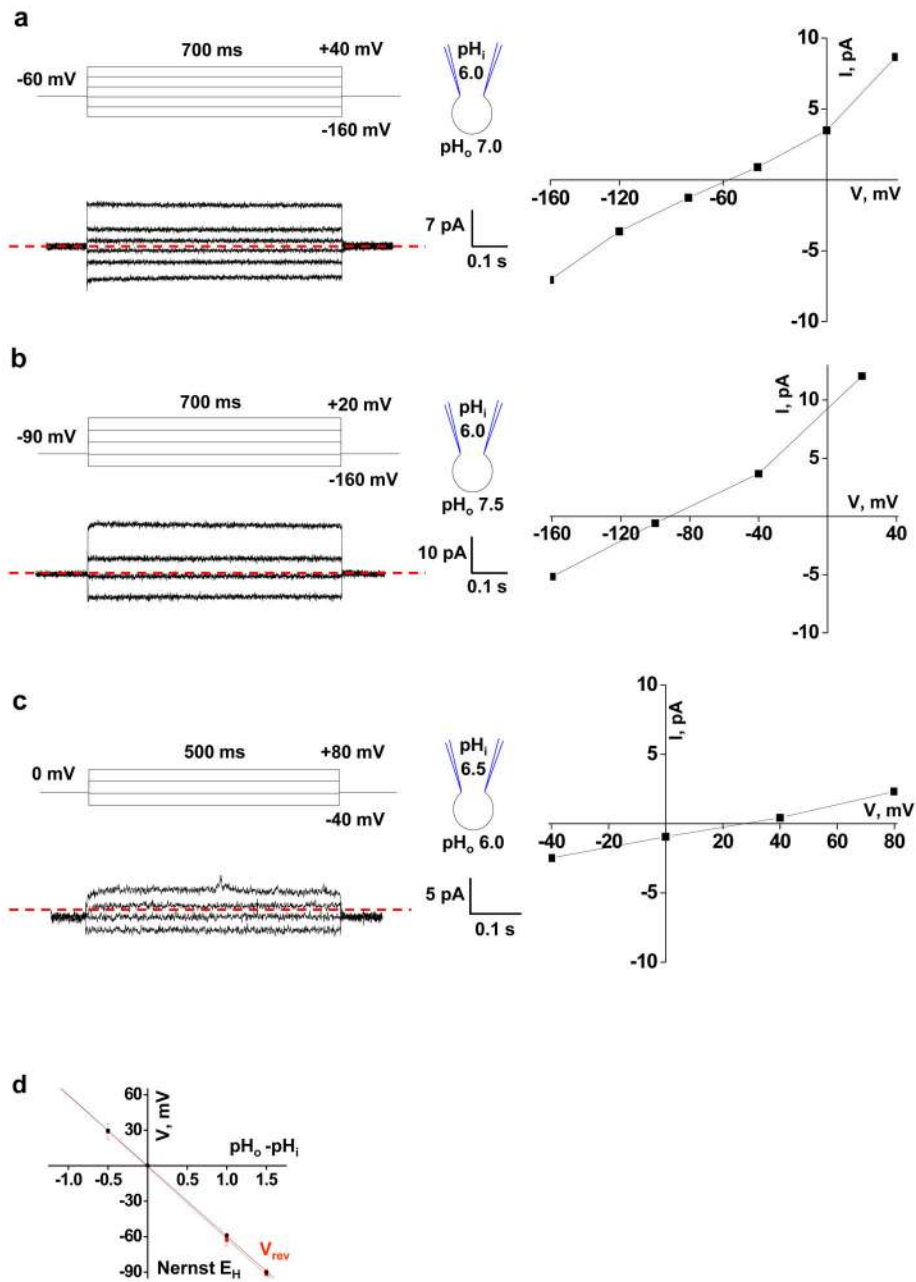 a
700 ms
+40 mV
-60 mV
-160 mV
pHi
6.0
pHo 7.0
7 pA
0.1 s
I, pA
10
5
-5
-10
-160
-120
-60
V, mV
b
700 ms
+20 mV
-90 mV
-160 mV
pHi
6.0
pHo 7.5
10 pA
0.1 s
I, pA
10
5
-5
-10
-160
-120
-80
-40
40
V, mV
c
500 ms
+80 mV
0 mV
-40 mV
pHi
6.5
pHo 6.0
5 pA
0.1 s
I, pA
10
5
-5
-10
-40
-20
0
20
40
60
80
V, mV
d
60
30
-30
-60
-90
V, mV
pHo -pHi
-1.0
-0.5
0.5
1.0
1.5
Vrev
Nernst EH